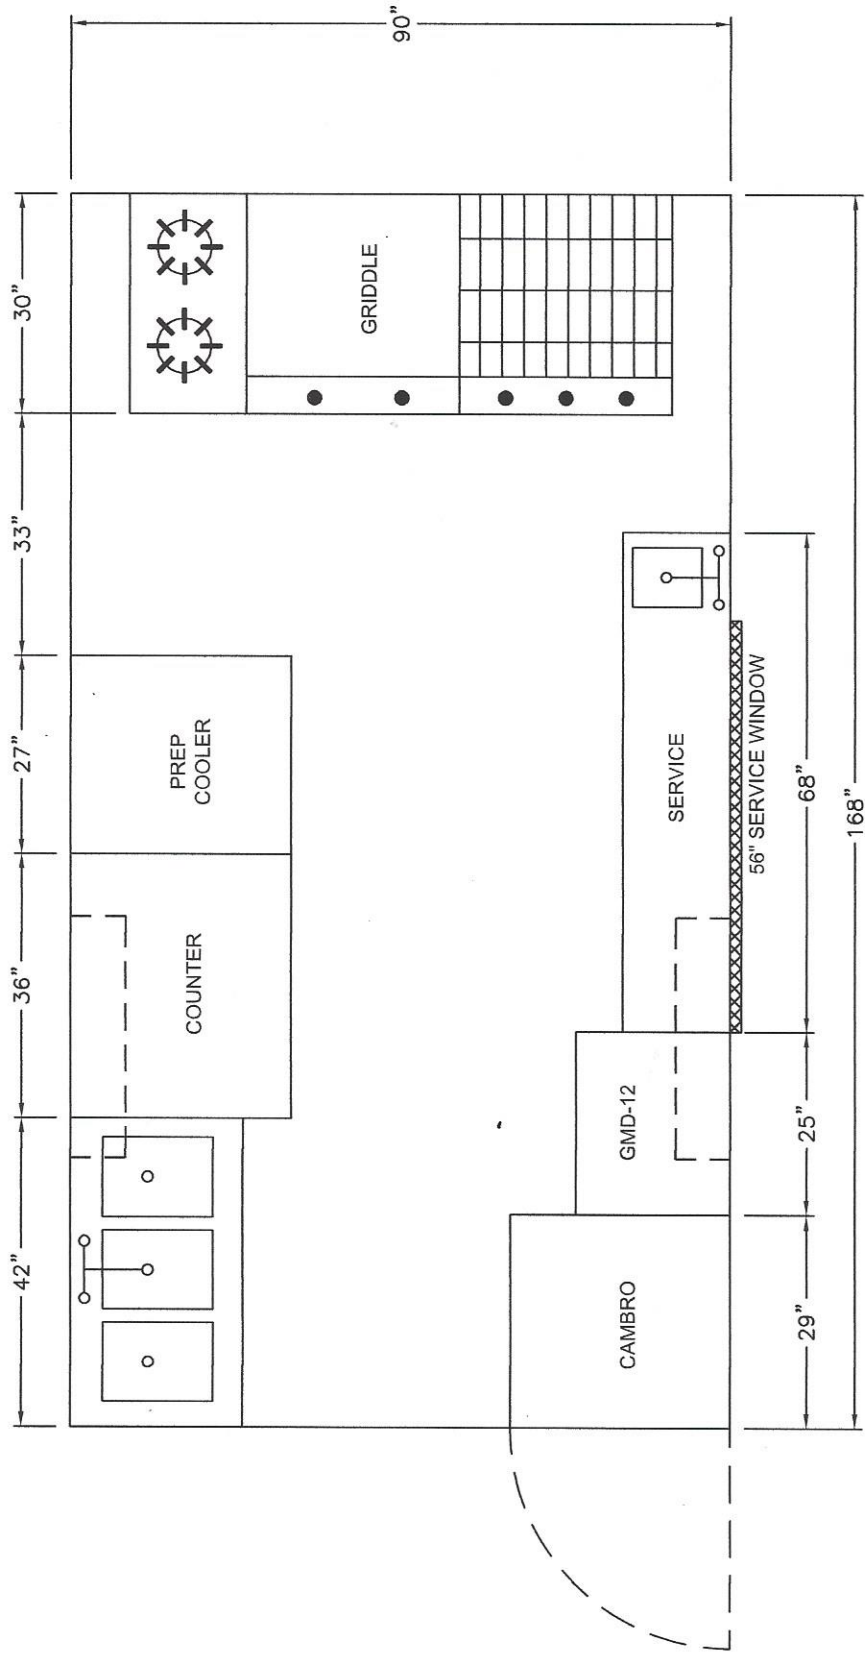 42”
36”
27”
33”
30”
90”
COUNTER
PREP
COOLER
GRIDDLE
CAMBRO
GMD-12
SERVICE
56" SERVICE WINDOW
29”
25”
68”
168”